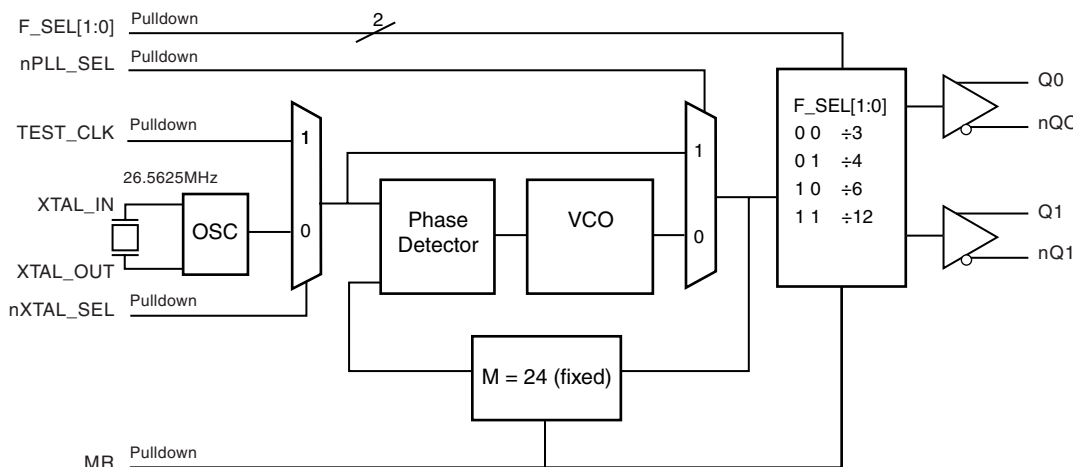 F_SEL[1:0] Pulldown 2
nPLL_SEL Pulldown
TEST_CLK Pulldown
1
0
26.5625MHz
XTAL_IN
OSC
XTAL_OUT
nXTAL_SEL Pulldown
Phase
Detector
VCO
1
0
F_SEL[1:0]
0 0 ÷3
0 1 ÷4
1 0 ÷6
1 1 ÷12
Q0
nQ0
Q1
nQ1
M = 24 (fixed)
MR Pulldown